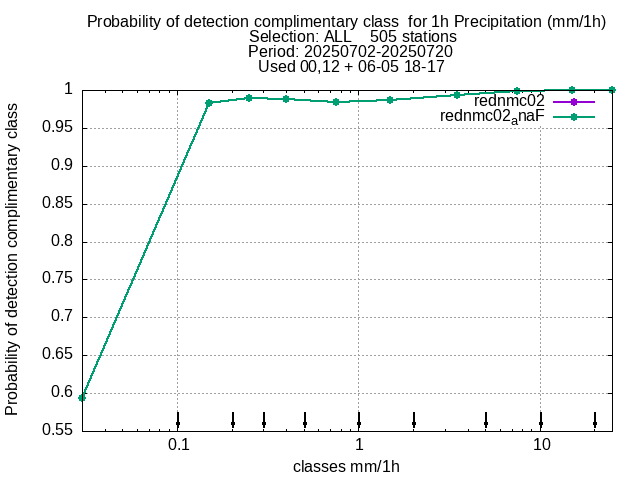 Probability of detection complimentary class  for 1h Precipitation (mm/1h)
Selection: ALL    505 stations
Period: 20250702-20250720
Used 00,12 + 06-05 18-17
rednmc02
rednmc02anaF
Probability of detection complimentary class
1
0.95
0.9
0.85
0.8
0.75
0.7
0.65
0.6
0.55
0.1
1
10
classes mm/1h